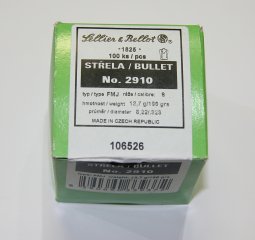 Sellier & Bellot
*1825*
100 ks / pcs
STŘELA / BULLET
No. 2910
typ / type FMJ ráže / calibre: 8
hmotnost / weight 12,7 g/196 grs
průměr / diameter 8,22/.323
MADE IN CZECH REPUBLIC
106526
STŘELA / BULLET
No. 2910